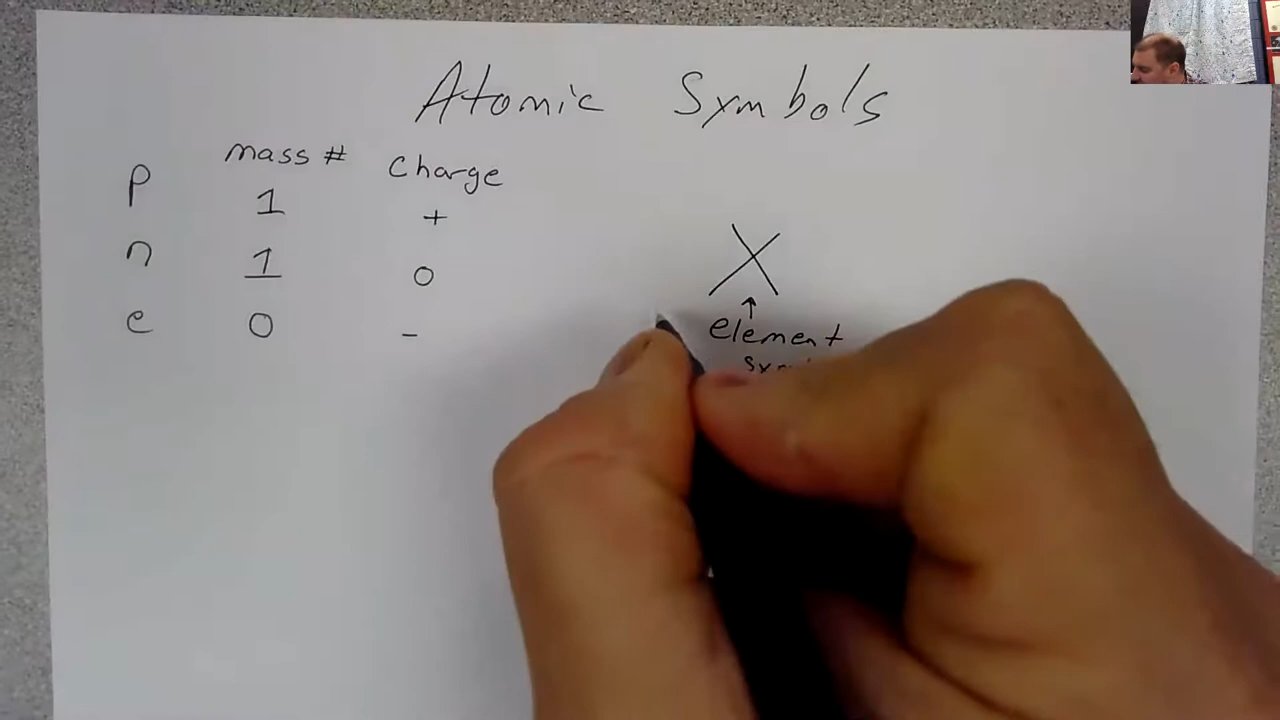 Atomic Symbols
mass # Charge
p 1 +
n 1 0
e 0 -
X
↑
element